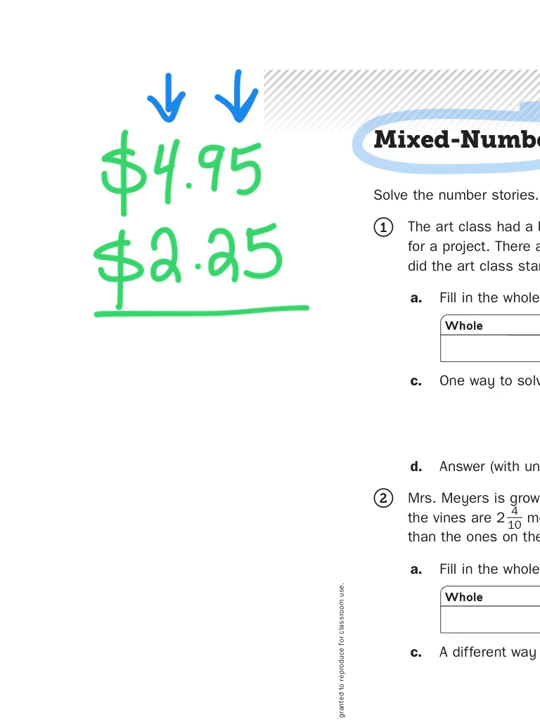 $4.95
$2.25
Mixed-Numb
Solve the number stories.
1 The art class had a
for a project. There a
did the art class sta
a. Fill in the whole
Whole
c. One way to solv
d. Answer (with un
2 Mrs. Meyers is grow
the vines are 2 4/10 m
than the ones on the
a. Fill in the whole
Whole
c. A different way
granted to reproduce for classroom use.